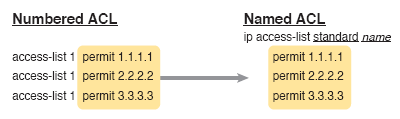 Numbered ACL
access-list 1 permit 1.1.1.1
access-list 1 permit 2.2.2.2
access-list 1 permit 3.3.3.3
Named ACL
ip access-list standard name
permit 1.1.1.1
permit 2.2.2.2
permit 3.3.3.3